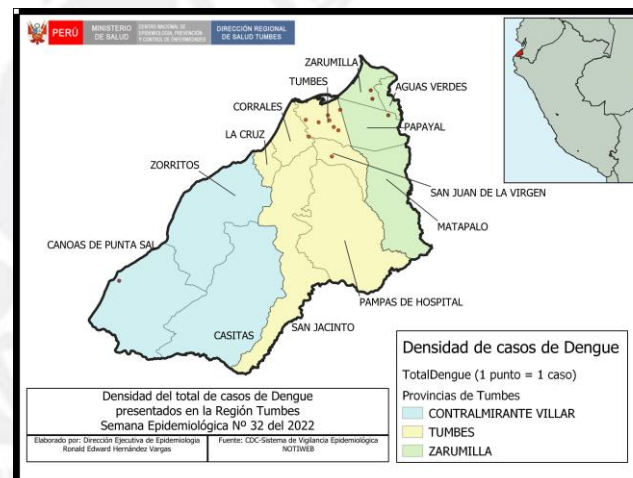 PERÚ
MINISTERIO
DE SALUD
CENTRO NACIONAL DE
EPIDEMIOLOGÍA, PREVENCIÓN
Y CONTROL DE ENFERMEDADES
DIRECCIÓN REGIONAL
DE SALUD TUMBES
ZARUMILLA
TUMBES
AGUAS VERDES
CORRALES
PAPAYAL
LA CRUZ
ZORRITOS
SAN JUAN DE LA VIRGEN
MATAPALO
CANOAS DE PUNTA SAL
PAMPAS DE HOSPITAL
SAN JACINTO
CASITAS
Densidad de casos de Dengue
TotalDengue (1 punto = 1 caso)
Provincias de Tumbes
CONTRALMIRANTE VILLAR
TUMBES
ZARUMILLA
Densidad del total de casos de Dengue
presentados en la Región Tumbes
Semana Epidemiológica Nº 32 del 2022
Elaborado por: Dirección Ejecutiva de Epidemiologia
Ronald Edward Hernández Vargas
Fuente: CDC-Sistema de Vigilancia Epidemiológica
NOTIWEB